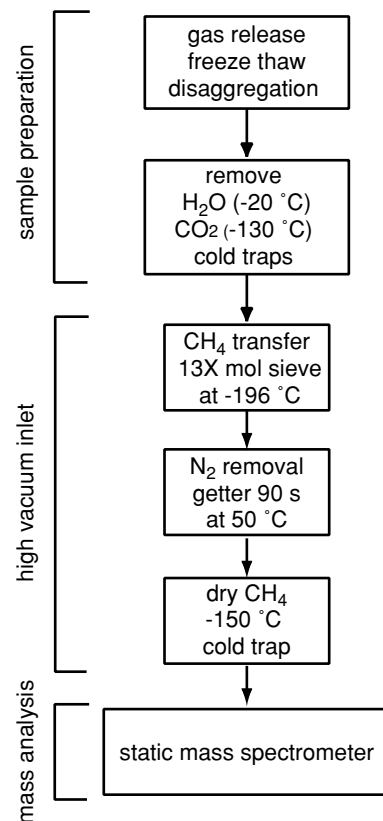 sample preparation
gas release
freeze thaw
disaggregation
remove
H₂O (-20 ˚C)
CO₂ (-130 ˚C)
cold traps
high vacuum inlet
CH₄ transfer
13X mol sieve
at -196 ˚C
N₂ removal
getter 90 s
at 50 ˚C
dry CH₄
-150 ˚C
cold trap
mass analysis
static mass spectrometer